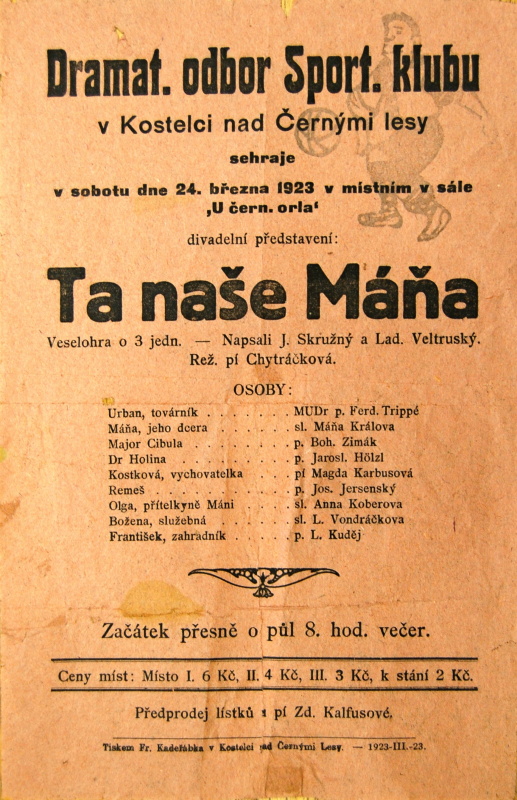 Dramat. odbor Sport. klubu
v Kostelci nad Černými lesy
sehraje
v sobotu dne 24. března 1923 v místním v sále
‚U čern. orla‘
divadelní představení:
Ta naše Máňa
Veselohra o 3 jedn. — Napsali J. Skružný a Lad. Veltruský.
Rež. pí Chytráčková.
OSOBY:
Urban, továrník . . . . . . . MUDr p. Ferd. Trippé
Máňa, jeho dcera . . . . . . sl. Máňa Králova
Major Cibula . . . . . . . . p. Boh. Zimák
Dr Holina . . . . . . . . . p. Jarosl. Hölzl
Kostková, vychovatelka . . . pí Magda Karbusová
Remeš . . . . . . . . . . . p. Jos. Jersenský
Olga, přítelkyně Máni . . . . sl. Anna Koberova
Božena, služebná . . . . . sl. L. Vondráčkova
František, zahradník . . . . . p. L. Kuděj
Začátek přesně o půl 8. hod. večer.
Ceny míst: Místo I. 6 Kč, II. 4 Kč, III. 3 Kč, k stání 2 Kč.
Předprodej lístků pí Zd. Kalfusové.
Tiskem Fr. Kadeřábka v Kostelci nad Černými Lesy. — 1923-III.-23.